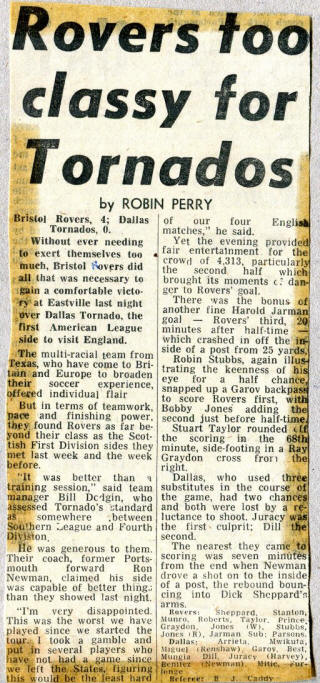 Rovers too
classy for
Tornados
by ROBIN PERRY
Bristol Rovers, 4; Dallas
Tornados, 0.
Without ever needing
to exert themselves too
much, Bristol Rovers did
all that was necessary to
gain a comfortable victo-
ry at Eastville last night
over Dallas Tornado, the
first American League
side to visit England.
The multi-racial team from
Texas, who have come to Bri-
tain and Europe to broaden
their soccer experience,
offered individual flair
But in terms of teamwork,
pace and finishing power,
they found Rovers as far be-
yond their class as the Scot-
tish First Division sides they
met last week and the week
before.
"It was better than a
training session," said team
manager Bill Dodgin, who
assessed Tornado's standard
somewhere between
Southern League and Fourth
Division.
He was generous to them.
Their coach, former Ports-
mouth forward Ron
Newman, claimed his side
was capable of better things
than they showed last night.
"I'm very disappointed.
This was the worst we have
played since we started the
tour. I took a gamble and
put in several players who
have not had a game since
we left the States, figuring
this would be the least hard
of our four English
matches," he said.
Yet the evening provided
fair entertainment for the
crowd of 4,313, particularly
the second half which
brought its moments of dan-
ger to Rovers' goal.
There was the bonus of
another fine Harold Jarman
goal — Rovers' third, 20
minutes after half-time —
which crashed in off the in-
side of a post from 25 yards.
Robin Stubbs, again illus-
trating the keenness of his
eye for a half chance,
snapped up a Garov backpass
to score Rovers first, with
Bobby Jones adding the
second just before half-time.
Stuart Taylor rounded off
the scoring in the 68th
minute, side-footing in a Ray
Graydon cross from the
right.
Dallas, who used three
substitutes in the course of
the game, had two chances
and both were lost by a re-
luctance to shoot. Juracy was
the first culprit; Dill the
second.
The nearest they came to
scoring was seven minutes
from the end when Newman
drove a shot on to the inside
of a post, the rebound boun-
cing into Dick Sheppard's
arms.
Rovers: Sheppard, Stanton,
Munro, Roberts, Taylor, Prince,
Graydon, Jones (W), Stubbs,
Jones (R), Jarman Sub: Parsons.
Dallas: Arrieta, Mwikuta,
Miguel (Renshaw), Garov, Best,
Mungia Dill, Juracy (Harvey),
Benitez (Newman) Mitic, Fur-
longe
Referee: B. J. Caddy